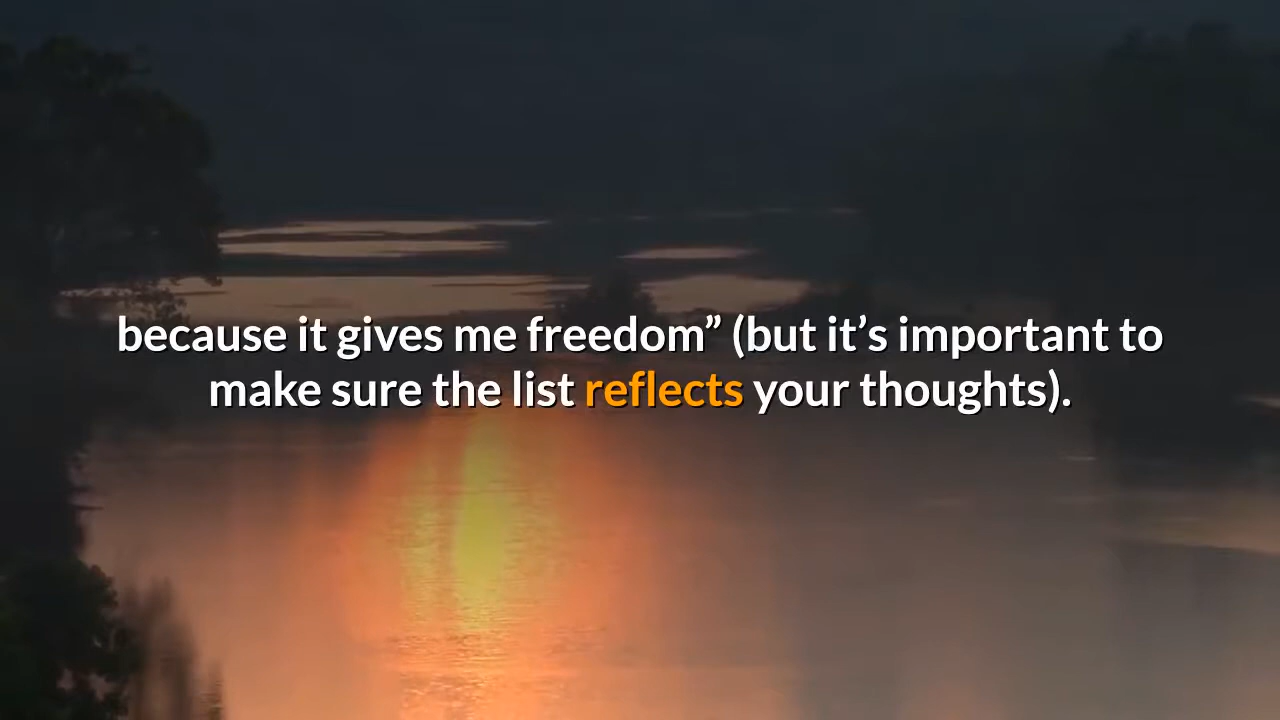 because it gives me freedom” (but it’s important to
make sure the list reflects your thoughts).